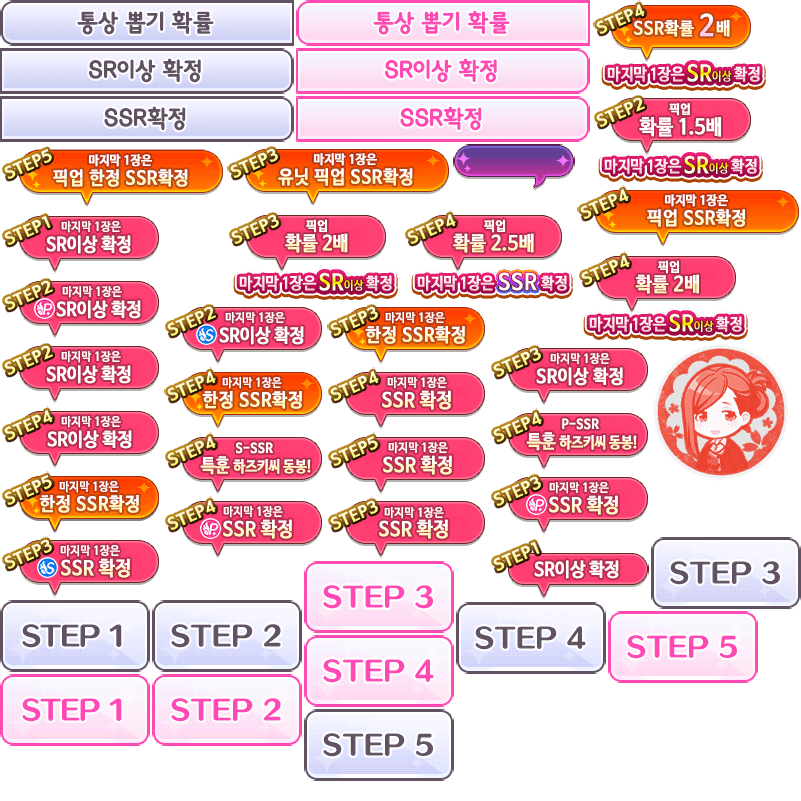 통상 뽑기 확률
통상 뽑기 확률
STEP4
SSR확률 2배
마지막 1장은 SR이상 확정
SR이상 확정
SR이상 확정
SSR확정
SSR확정
STEP2
픽업
확률 1.5배
마지막 1장은 SR이상 확정
STEP5
마지막 1장은
픽업 한정 SSR확정
STEP3
마지막 1장은
유닛 픽업 SSR확정
STEP4
마지막 1장은
픽업 SSR확정
STEP1
마지막 1장은
SR이상 확정
STEP3
픽업
확률 2배
마지막 1장은 SR이상 확정
STEP4
픽업
확률 2.5배
마지막 1장은 SSR 확정
STEP4
픽업
확률 2배
마지막 1장은 SR이상 확정
STEP2
마지막 1장은
P SR이상 확정
STEP2
마지막 1장은
S SR이상 확정
STEP3
마지막 1장은
한정 SSR확정
STEP2
마지막 1장은
SR이상 확정
STEP4
마지막 1장은
한정 SSR확정
STEP4
마지막 1장은
SSR 확정
STEP3
마지막 1장은
SR이상 확정
STEP4
마지막 1장은
SR이상 확정
STEP4
S-SSR
특훈 하즈키씨 동봉!
STEP5
마지막 1장은
SSR 확정
STEP4
P-SSR
특훈 하즈키씨 동봉!
STEP5
마지막 1장은
한정 SSR확정
STEP4
마지막 1장은
P SSR 확정
STEP3
마지막 1장은
SSR 확정
STEP3
마지막 1장은
P SSR 확정
STEP3
마지막 1장은
S SSR 확정
STEP1
SR이상 확정
STEP 3
STEP 1
STEP 2
STEP 3
STEP 4
STEP 5
STEP 1
STEP 2
STEP 4
STEP 5